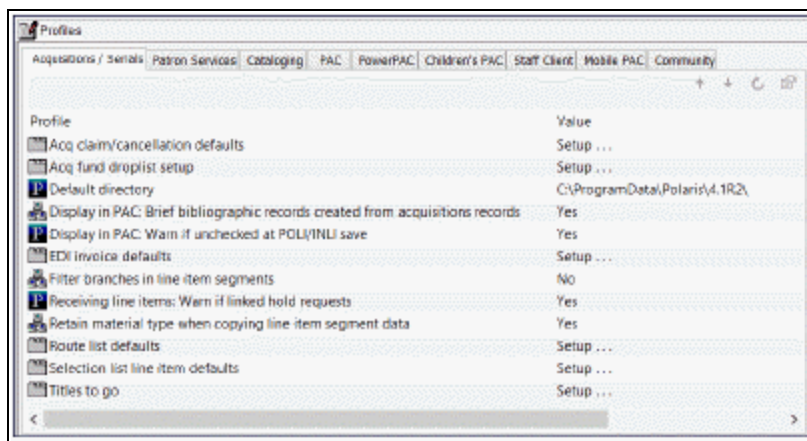 Profiles
Acquisitions / Serials Patron Services Cataloging PAC PowerPAC Children's PAC Staff Client Mobile PAC Community
Profile Value
Acq claim/cancellation defaults Setup ...
Acq fund droplist setup Setup ...
Default directory C:\ProgramData\Polaris\4.1R2\
Display in PAC: Brief bibliographic records created from acquisitions records Yes
Display in PAC: Warn if unchecked at POLI/INLI save Yes
EDI invoice defaults Setup ...
Filter branches in line item segments No
Receiving line items: Warn if linked hold requests Yes
Retain material type when copying line item segment data Yes
Route list defaults Setup ...
Selection list line item defaults Setup ...
Titles to go Setup ...